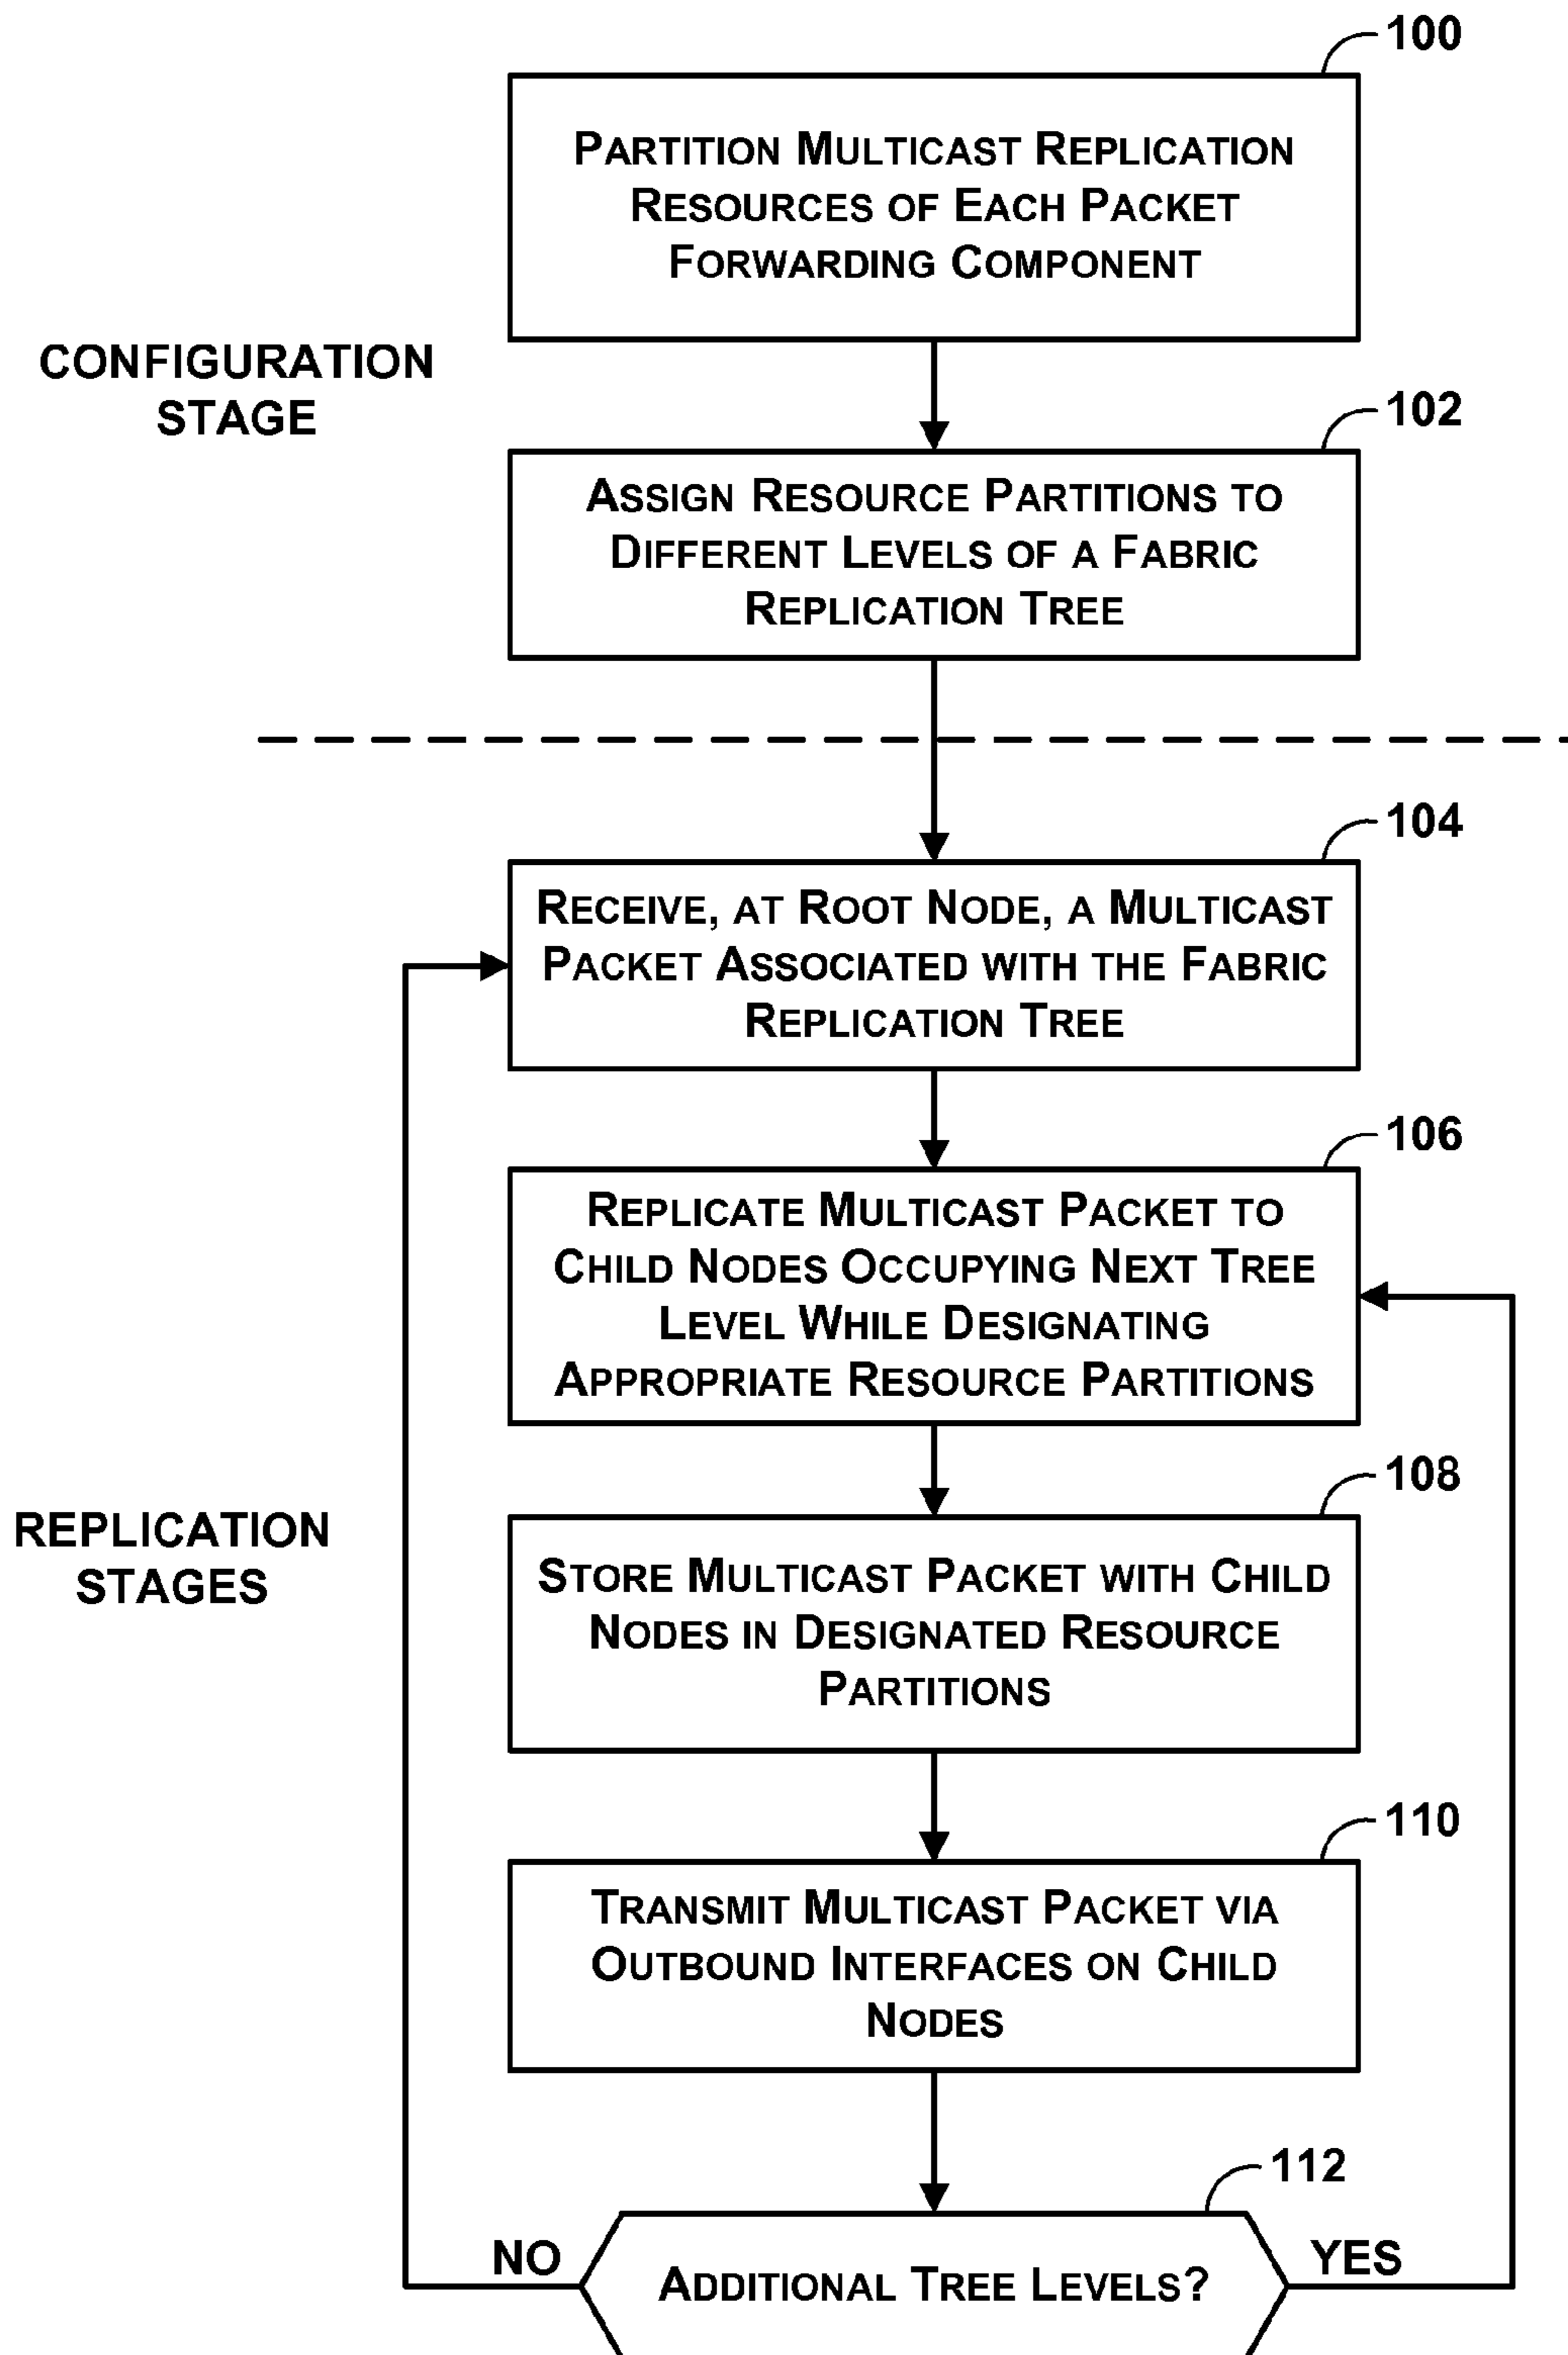 100
PARTITION MULTICAST REPLICATION
RESOURCES OF EACH PACKET
FORWARDING COMPONENT
CONFIGURATION
STAGE
102
ASSIGN RESOURCE PARTITIONS TO
DIFFERENT LEVELS OF A FABRIC
REPLICATION TREE
104
RECEIVE, AT ROOT NODE, A MULTICAST
PACKET ASSOCIATED WITH THE FABRIC
REPLICATION TREE
106
REPLICATE MULTICAST PACKET TO
CHILD NODES OCCUPYING NEXT TREE
LEVEL WHILE DESIGNATING
APPROPRIATE RESOURCE PARTITIONS
108
REPLICATION
STAGES
STORE MULTICAST PACKET WITH CHILD
NODES IN DESIGNATED RESOURCE
PARTITIONS
110
TRANSMIT MULTICAST PACKET VIA
OUTBOUND INTERFACES ON CHILD
NODES
112
NO
ADDITIONAL TREE LEVELS?
YES